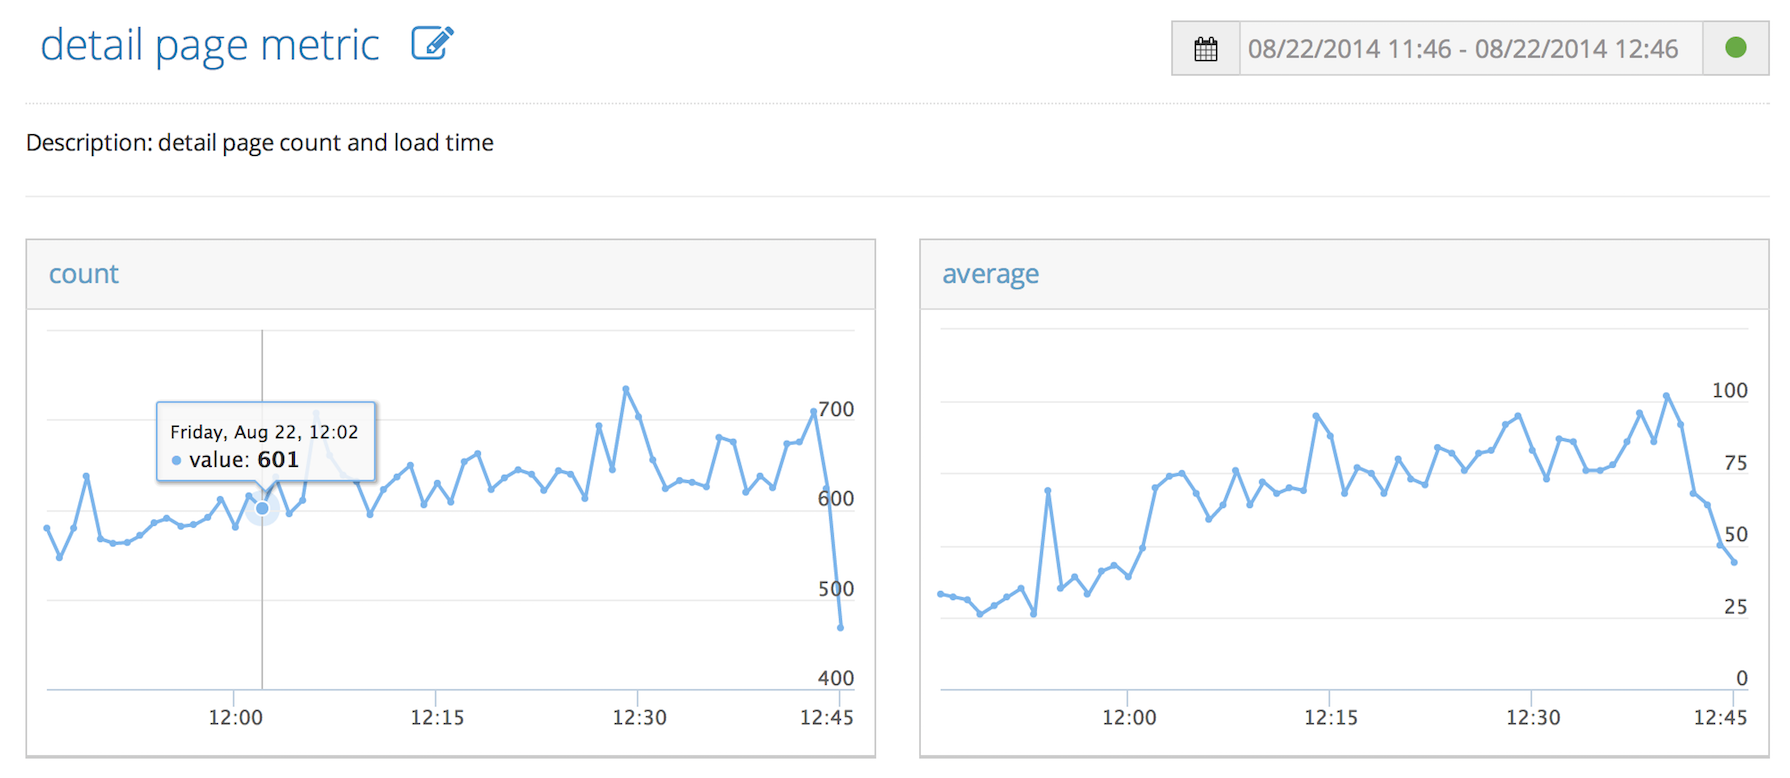 detail page metric
08/22/2014 11:46 - 08/22/2014 12:46
Description: detail page count and load time
count
700
600
500
400
Friday, Aug 22, 12:02
value: 601
12:00 12:15 12:30 12:45
average
100
75
50
25
0
12:00 12:15 12:30 12:45